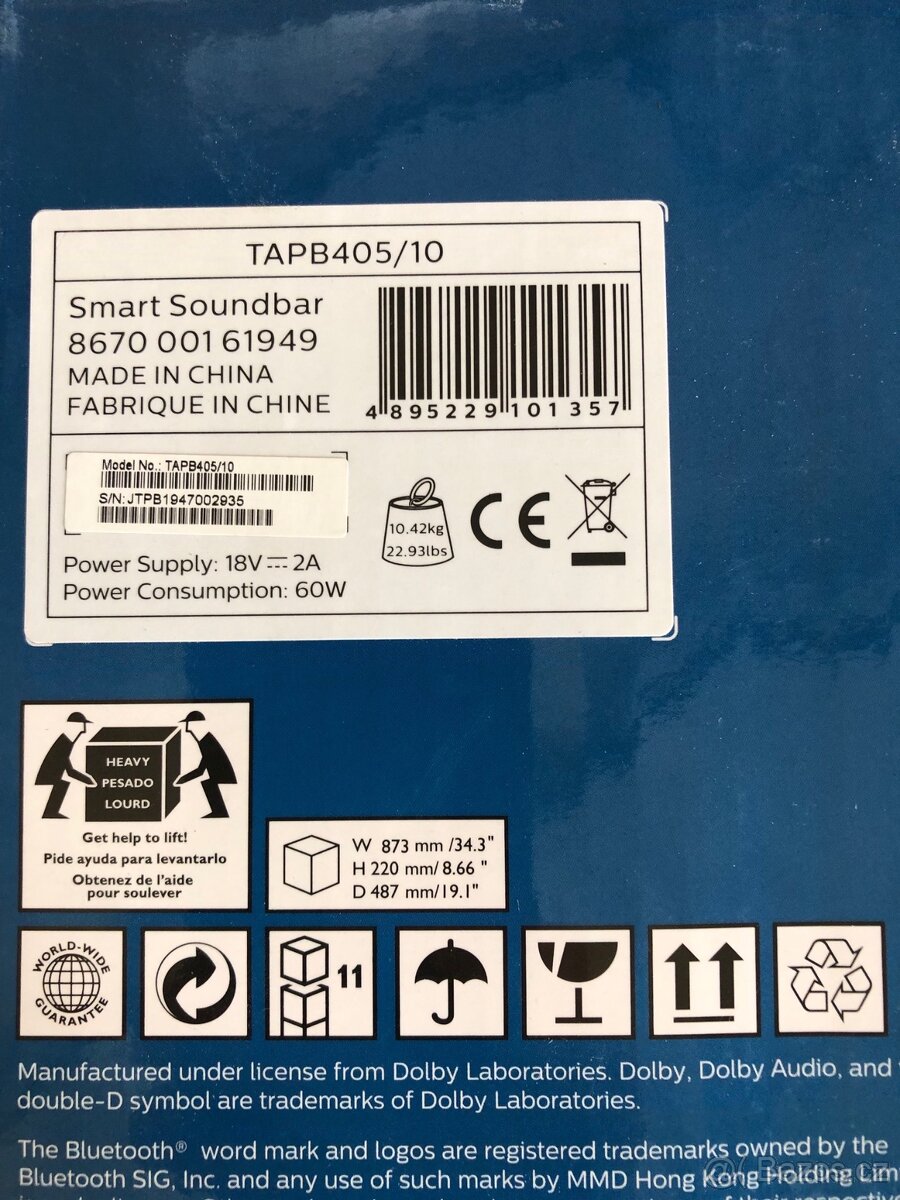 TAPB405/10
Smart Soundbar
8670 001 61949
MADE IN CHINA
FABRIQUE IN CHINE
4 895229 101357
Model No.: TAPB405/10
S/N: JTPB1947002935
10.42kg
22.93lbs
CE
Power Supply: 18V ⎓ 2A
Power Consumption: 60W
HEAVY
PESADO
LOURD
Get help to lift!
Pide ayuda para levantarlo
Obtenez de l'aide
pour soulever
W 873 mm /34.3"
H 220 mm/ 8.66 "
D 487 mm/19.1"
WORLD-WIDE
GUARANTEE
11
Manufactured under license from Dolby Laboratories. Dolby, Dolby Audio, and
double-D symbol are trademarks of Dolby Laboratories.
The Bluetooth® word mark and logos are registered trademarks owned by the
Bluetooth SIG, Inc. and any use of such marks by MMD Hong Kong Holding
of their respective